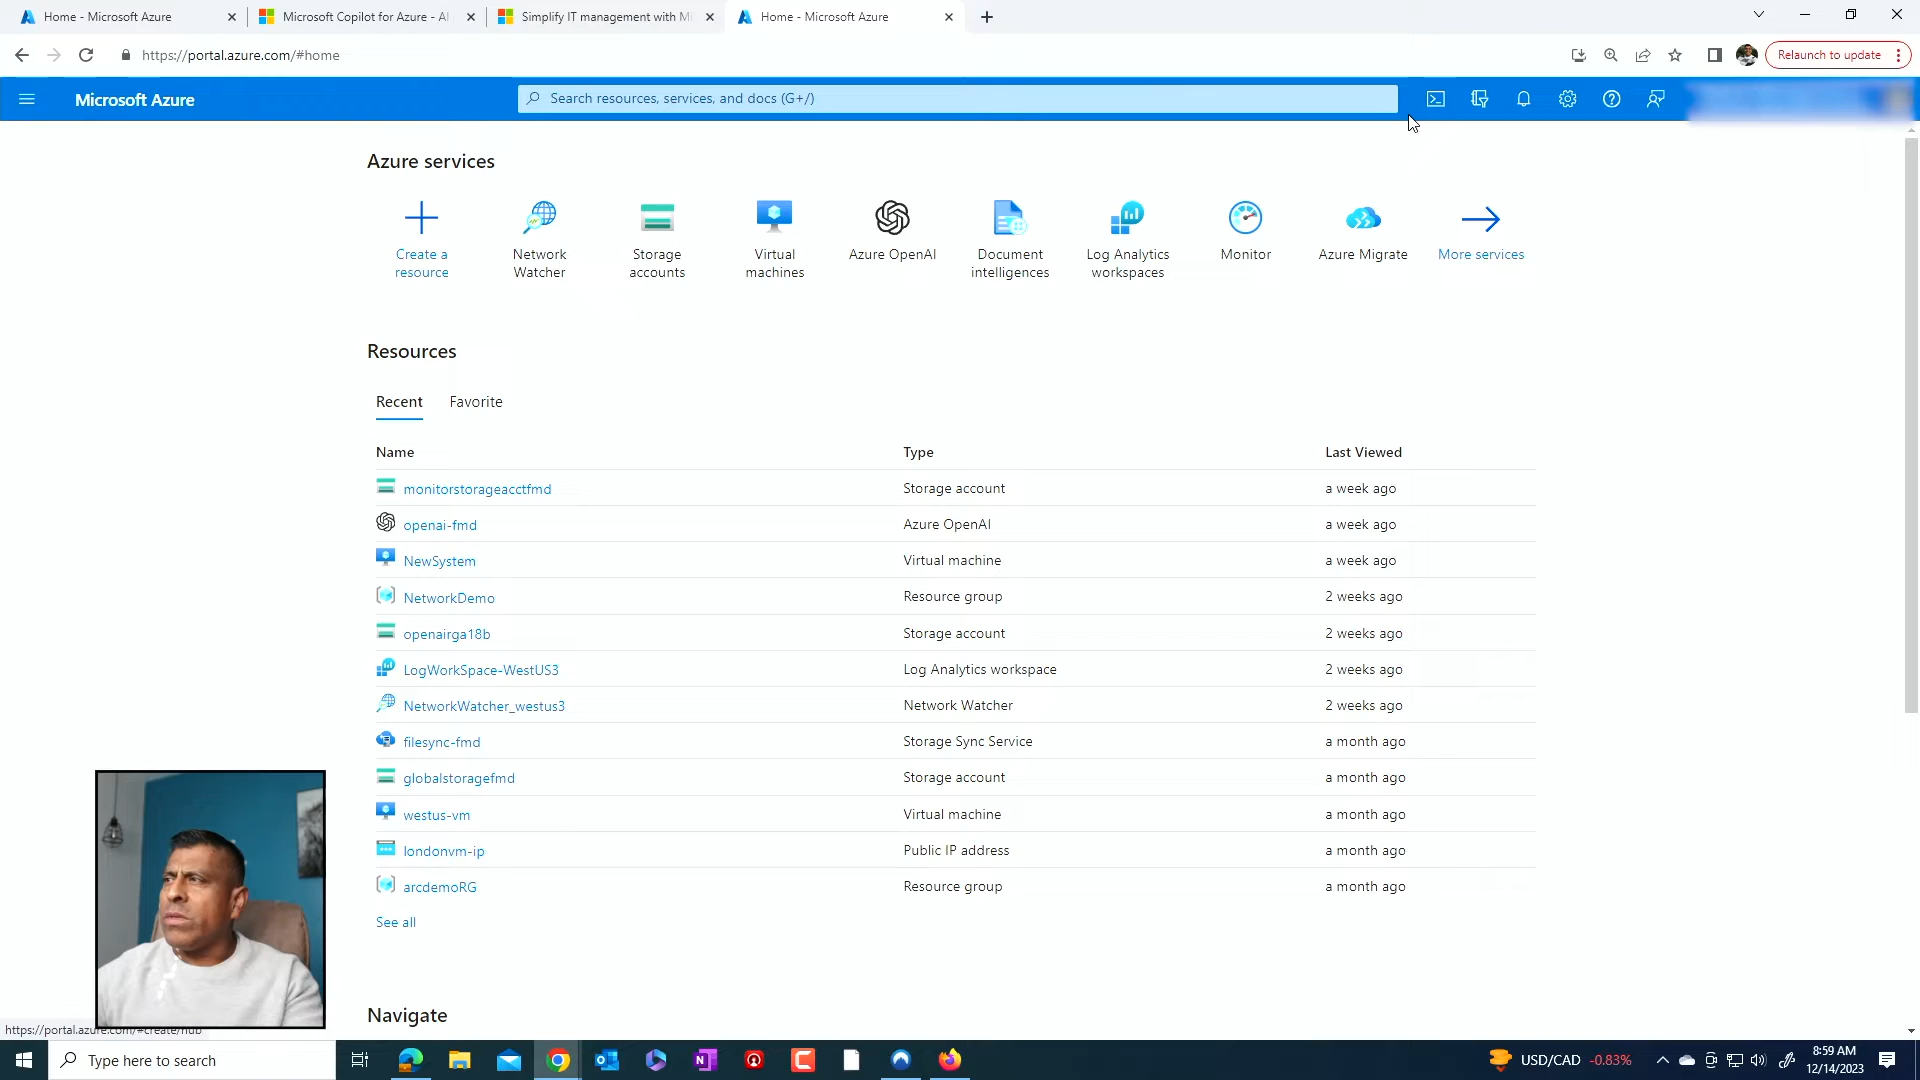 Home - Microsoft Azure
Microsoft Copilot for Azure - AI
Simplify IT management with Mi
Home - Microsoft Azure
https://portal.azure.com/#home
Relaunch to update
Microsoft Azure
Search resources, services, and docs (G+/)
Azure services
Create a
resource
Network
Watcher
Storage
accounts
Virtual
machines
Azure OpenAI
Document
intelligences
Log Analytics
workspaces
Monitor
Azure Migrate
More services
Resources
Recent
Favorite
Name Type Last Viewed
monitorstorageacctfmd Storage account a week ago
openai-fmd Azure OpenAI a week ago
NewSystem Virtual machine a week ago
NetworkDemo Resource group 2 weeks ago
openairga18b Storage account 2 weeks ago
LogWorkSpace-WestUS3 Log Analytics workspace 2 weeks ago
NetworkWatcher_westus3 Network Watcher 2 weeks ago
filesync-fmd Storage Sync Service a month ago
globalstoragefmd Storage account a month ago
westus-vm Virtual machine a month ago
londonvm-ip Public IP address a month ago
arcdemoRG Resource group a month ago
See all
Navigate
https://portal.azure.com/#create/hub
Type here to search
USD/CAD -0.83%
8:59 AM
12/14/2023